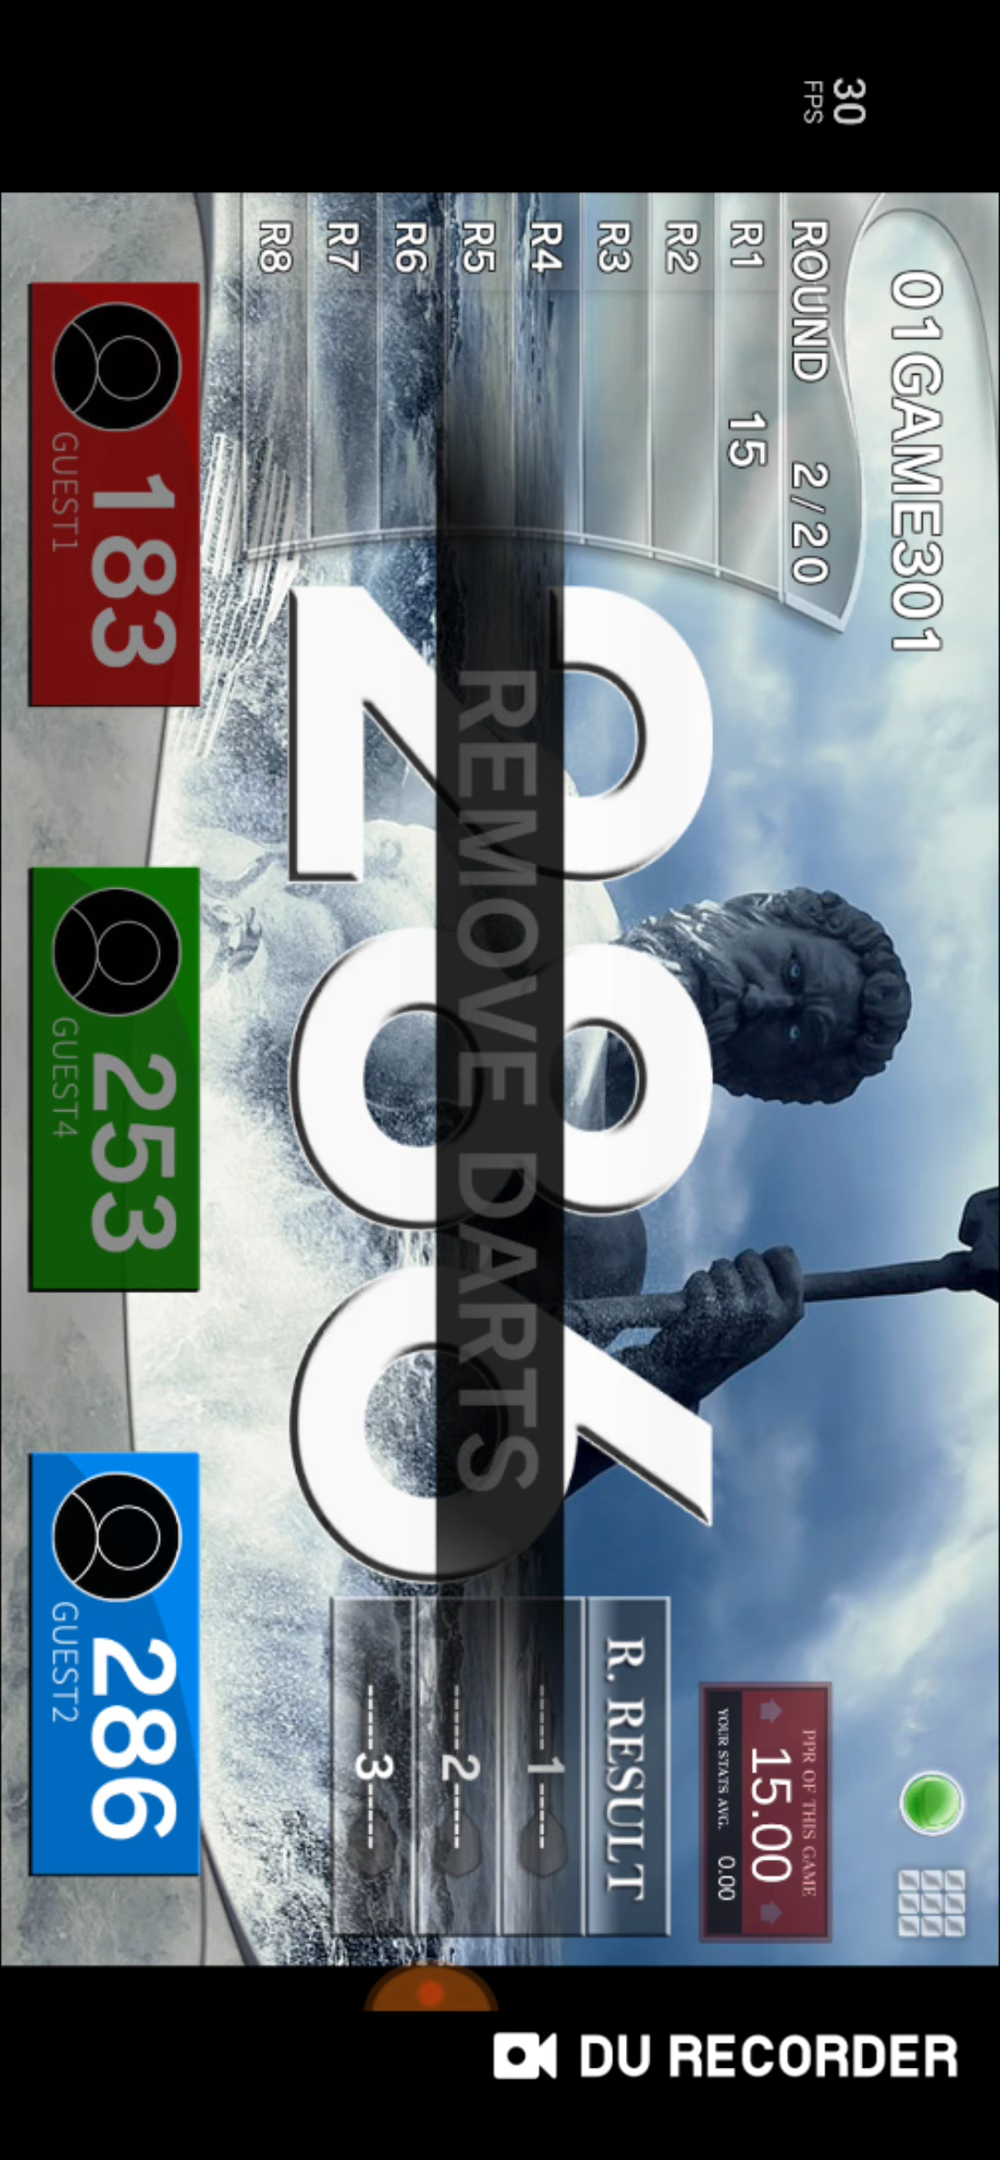 30
FPS
01GAME301
ROUND 2/20
R1 15
R2
R3
R4
R5
R6
R7
R8
286
REMOVE DARTS
PPR OF THIS GAME
15.00
YOUR STATS AVG. 0.00
R. RESULT
------1------
------2------
------3------
183
GUEST1
253
GUEST4
286
GUEST2
DU RECORDER